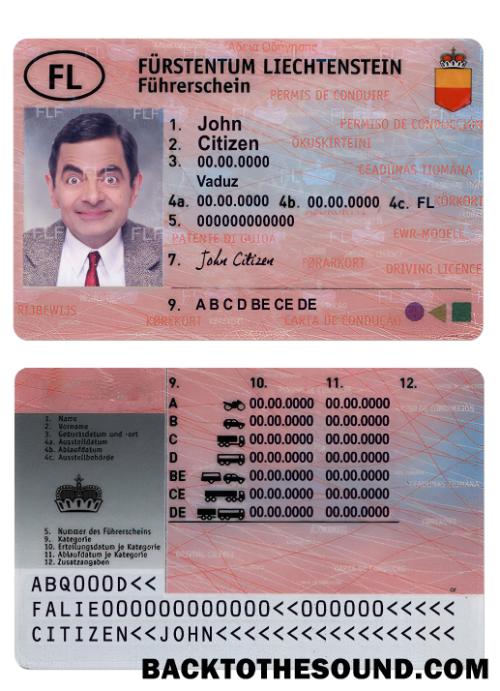 Αδεια Οδήγησης
FL
FÜRSTENTUM LIECHTENSTEIN
Führerschein
PERMIS DE CONDUIRE
1. John
PERMISO DE CONDUCCIÓN
2. Citizen
ÖKUSKIRTEINI
3. 00.00.0000
CEADÚNAS TIOMÁNA
Vaduz
4a. 00.00.0000 4b. 00.00.0000 4c. FL
KÖRKORT
5. 000000000000
PATENTE DI GUIDA
EWR-MODELL
7. John Citizen
FØRARKORT
DRIVING LICENCE
RIJBEWIJS
9. A B C D BE CE DE
KØREKORT
CARTA DE CONDUÇÃO
9. 10. 11. 12.
A 00.00.0000 00.00.0000
B 00.00.0000 00.00.0000
C 00.00.0000 00.00.0000
D 00.00.0000 00.00.0000
BE 00.00.0000 00.00.0000
CE 00.00.0000 00.00.0000
DE 00.00.0000 00.00.0000
1. Name
2. Vorname
3. Geburtsdatum und -ort
4a. Ausstelldatum
4b. Ablaufdatum
4c. Ausstellbehörde
5. Nummer des Führerscheins
9. Kategorie
10. Erteilungsdatum je Kategorie
11. Ablaufdatum je Kategorie
12. Zusatzangaben
ABQ000D<<
FALIE0000000000000<<000000<<<<<
CITIZEN<<JOHN<<<<<<<<<<<<<<<<<
BACKTOTHESOUND.COM